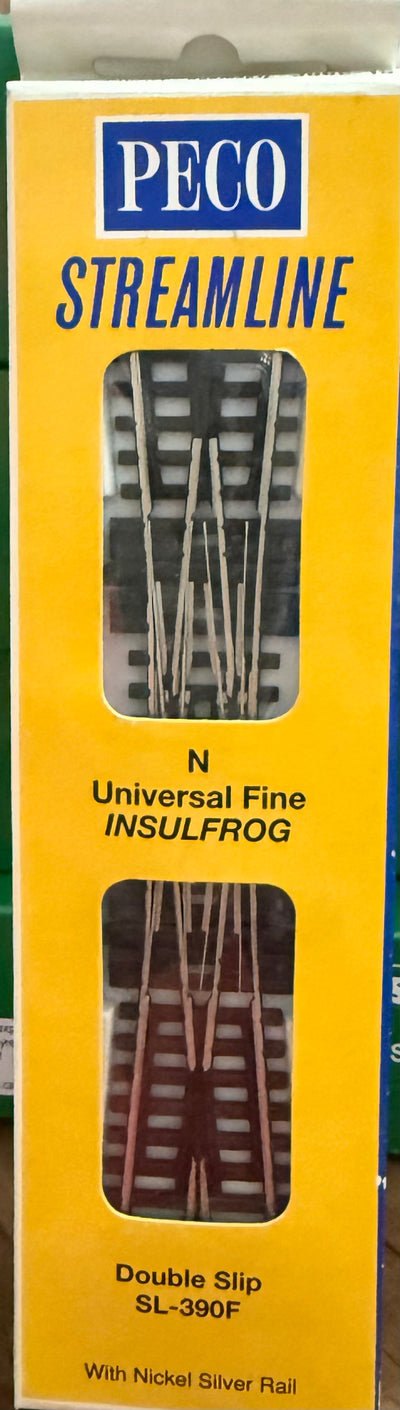 PECO
STREAMLINE
N
Universal Fine
INSULFROG
Double Slip
SL-390F
With Nickel Silver Rail